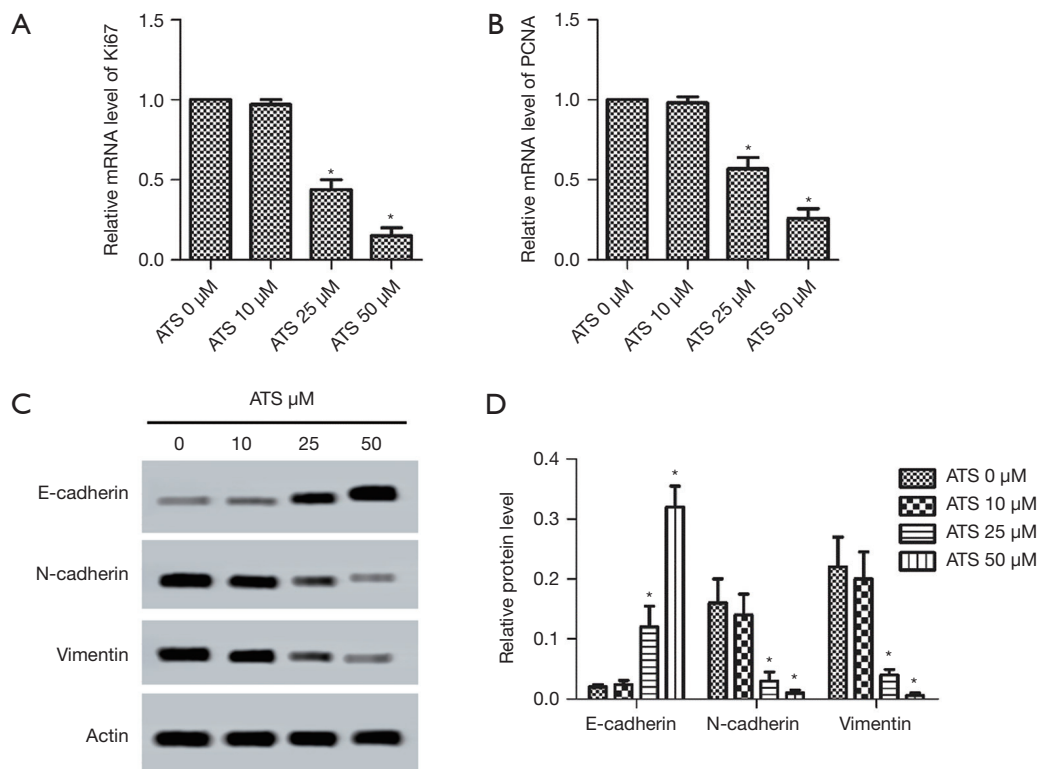 A
Relative mRNA level of Ki67
1.5
1.0
0.5
0.0
*
*
ATS 0 µM
ATS 10 µM
ATS 25 µM
ATS 50 µM
B
Relative mRNA level of PCNA
1.5
1.0
0.5
0.0
*
*
ATS 0 µM
ATS 10 µM
ATS 25 µM
ATS 50 µM
C
ATS µM
0 10 25 50
E-cadherin
N-cadherin
Vimentin
Actin
D
Relative protein level
0.4
0.3
0.2
0.1
0.0
*
*
*
*
*
*
E-cadherin N-cadherin Vimentin
ATS 0 µM
ATS 10 µM
ATS 25 µM
ATS 50 µM